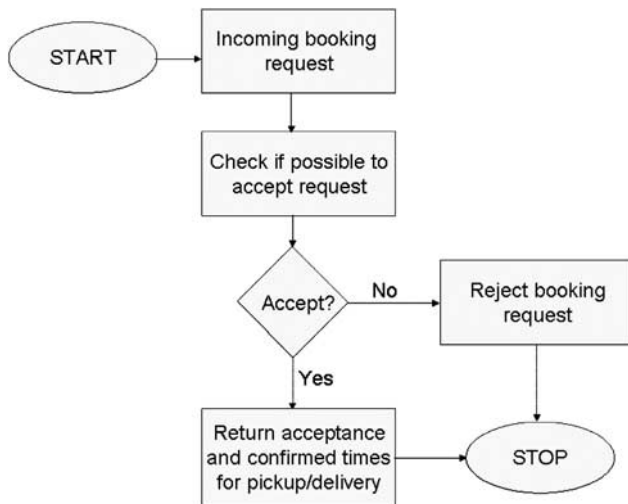 START
Incoming booking
request
Check if possible to
accept request
Accept?
No
Reject booking
request
Yes
Return acceptance
and confirmed times
for pickup/delivery
STOP